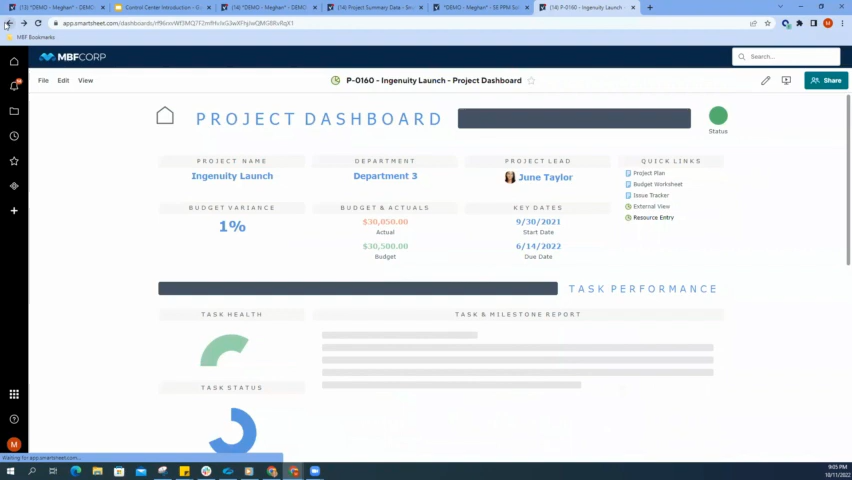 (13) *DEMO - Meghan* - DEMO
Control Center Introduction - G
(14) *DEMO - Meghan* - DEMO
(14) Project Summary Data - Sm
*DEMO - Meghan* - SE PPM Sol
(14) P-0160 - Ingenuity Launch -
MBF Bookmarks
MBFCORP
Search...
File Edit View
P-0160 - Ingenuity Launch - Project Dashboard
Share
PROJECT DASHBOARD
Status
PROJECT NAME
DEPARTMENT
PROJECT LEAD
QUICK LINKS
Ingenuity Launch
Department 3
June Taylor
Project Plan
Budget Worksheet
Issue Tracker
External View
Resource Entry
BUDGET VARIANCE
BUDGET & ACTUALS
KEY DATES
1%
$30,050.00
Actual
$30,500.00
Budget
9/30/2021
Start Date
6/14/2022
Due Date
TASK PERFORMANCE
TASK HEALTH
TASK & MILESTONE REPORT
TASK STATUS
M
Waiting for app.smartsheet.com...
9:05 PM
10/11/2022